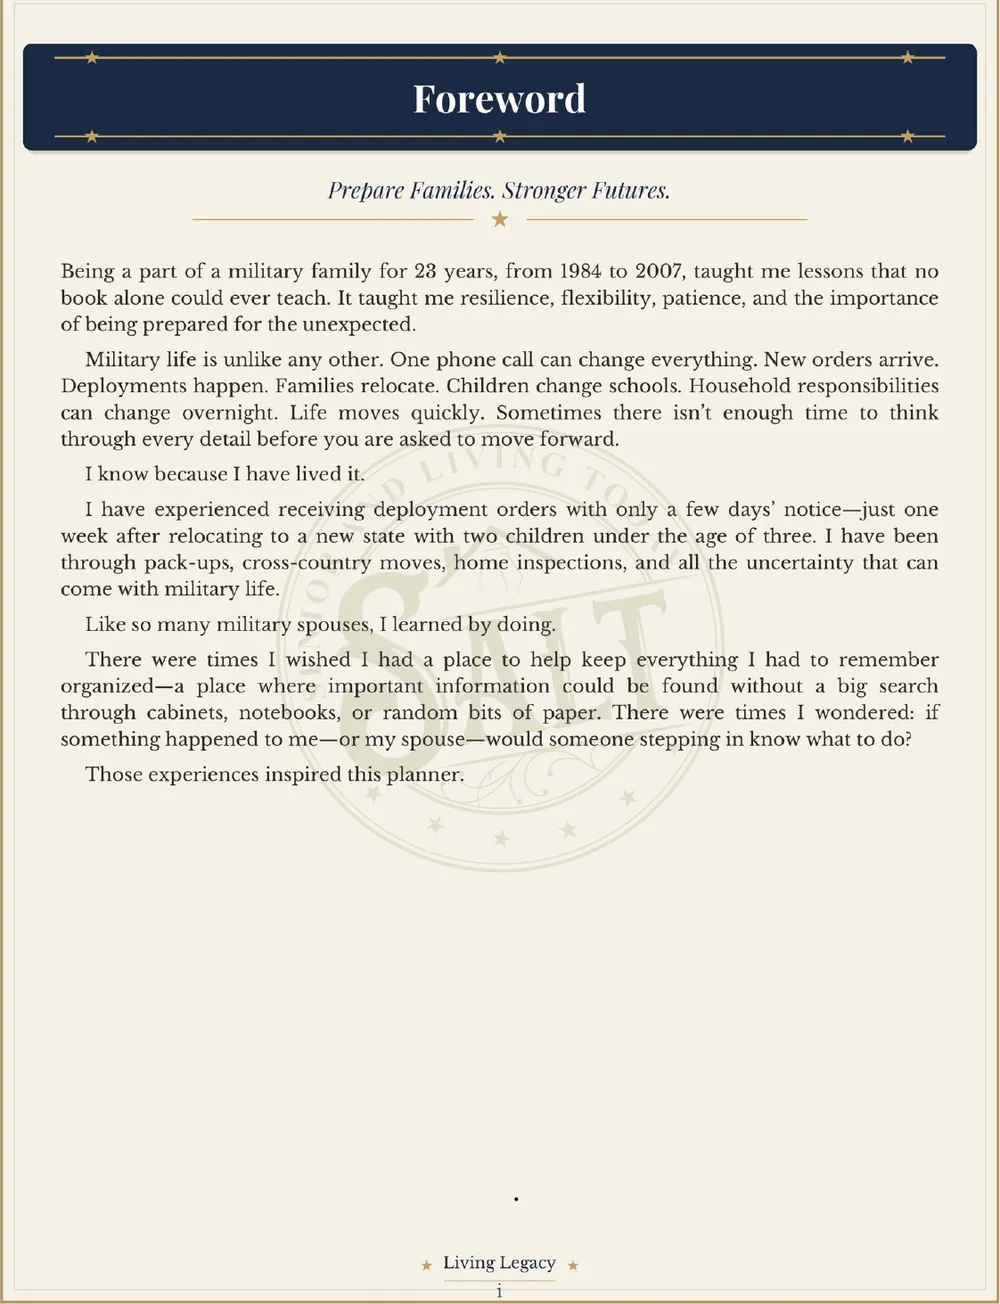 Foreword
Prepare Families. Stronger Futures.
Being a part of a military family for 23 years, from 1984 to 2007, taught me lessons that no
book alone could ever teach. It taught me resilience, flexibility, patience, and the importance
of being prepared for the unexpected.
Military life is unlike any other. One phone call can change everything. New orders arrive.
Deployments happen. Families relocate. Children change schools. Household responsibilities
can change overnight. Life moves quickly. Sometimes there isn’t enough time to think
through every detail before you are asked to move forward.
I know because I have lived it.
I have experienced receiving deployment orders with only a few days’ notice—just one
week after relocating to a new state with two children under the age of three. I have been
through pack-ups, cross-country moves, home inspections, and all the uncertainty that can
come with military life.
Like so many military spouses, I learned by doing.
There were times I wished I had a place to help keep everything I had to remember
organized—a place where important information could be found without a big search
through cabinets, notebooks, or random bits of paper. There were times I wondered: if
something happened to me—or my spouse—would someone stepping in know what to do?
Those experiences inspired this planner.
SALT
.
Living Legacy
i